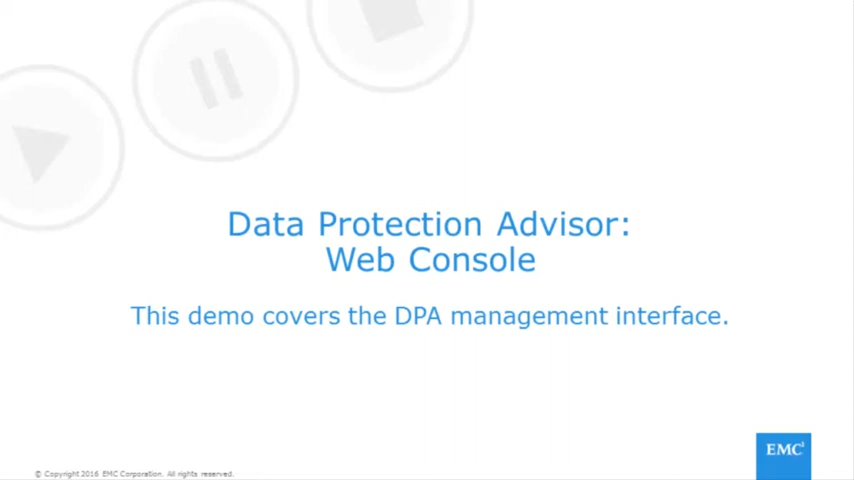 Data Protection Advisor:
Web Console
This demo covers the DPA management interface.
EMC²
© Copyright 2016 EMC Corporation. All rights reserved.